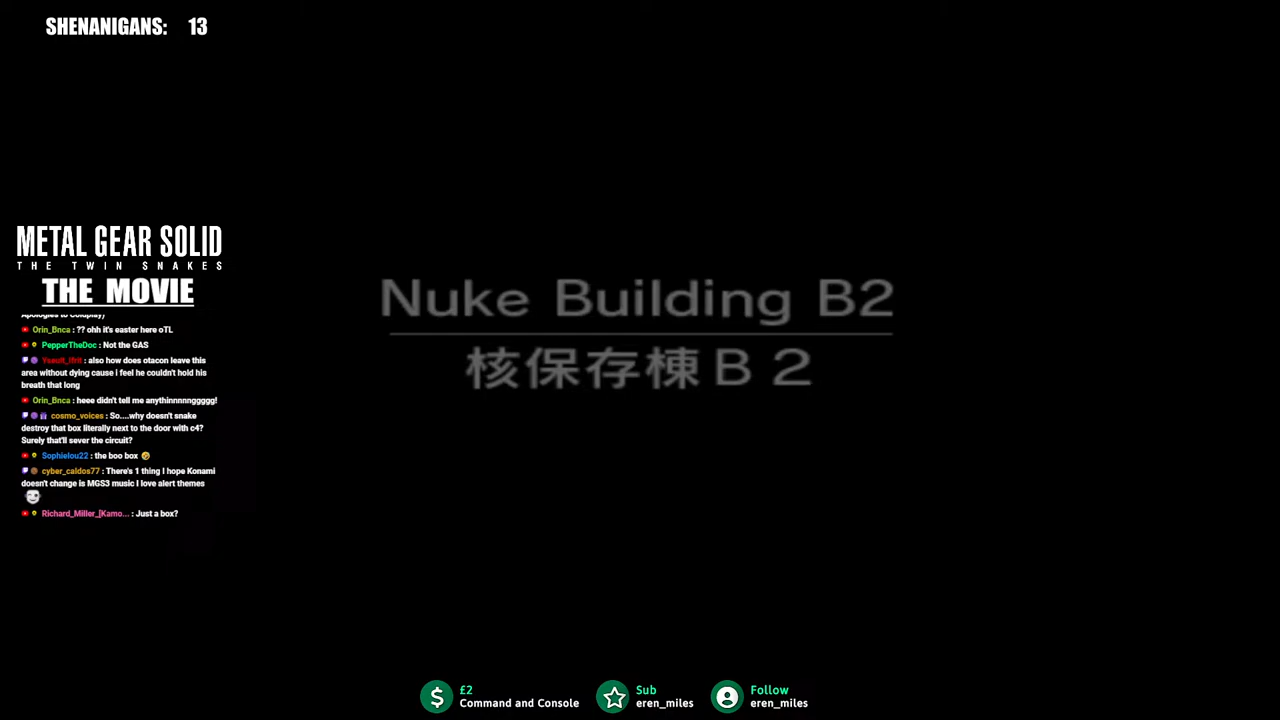 SHENANIGANS: 13
METAL GEAR SOLID
THE TWIN SNAKES
THE MOVIE
Apologies to Coldplay)
Orin_Bnca : ?? ohh it's easter here oTL
PepperTheDoc : Not the GAS
: also how does otacon leave this
area without dying cause i feel he couldn't hold his
breath that long
Orin_Bnca : heee didn't tell me anythinnnnngggg!
cosmo_voices : So....why doesn't snake
destroy that box literally next to the door with c4?
Surely that'll sever the circuit?
Sophielou22 : the boo box
cyber_caldos77 : There's 1 thing I hope Konami
doesn't change is MGS3 music I love alert themes
Richard_Miller_[Kamo... : Just a box?
Nuke Building B2
核保存棟B 2
£2
Command and Console
Sub
eren_miles
Follow
eren_miles